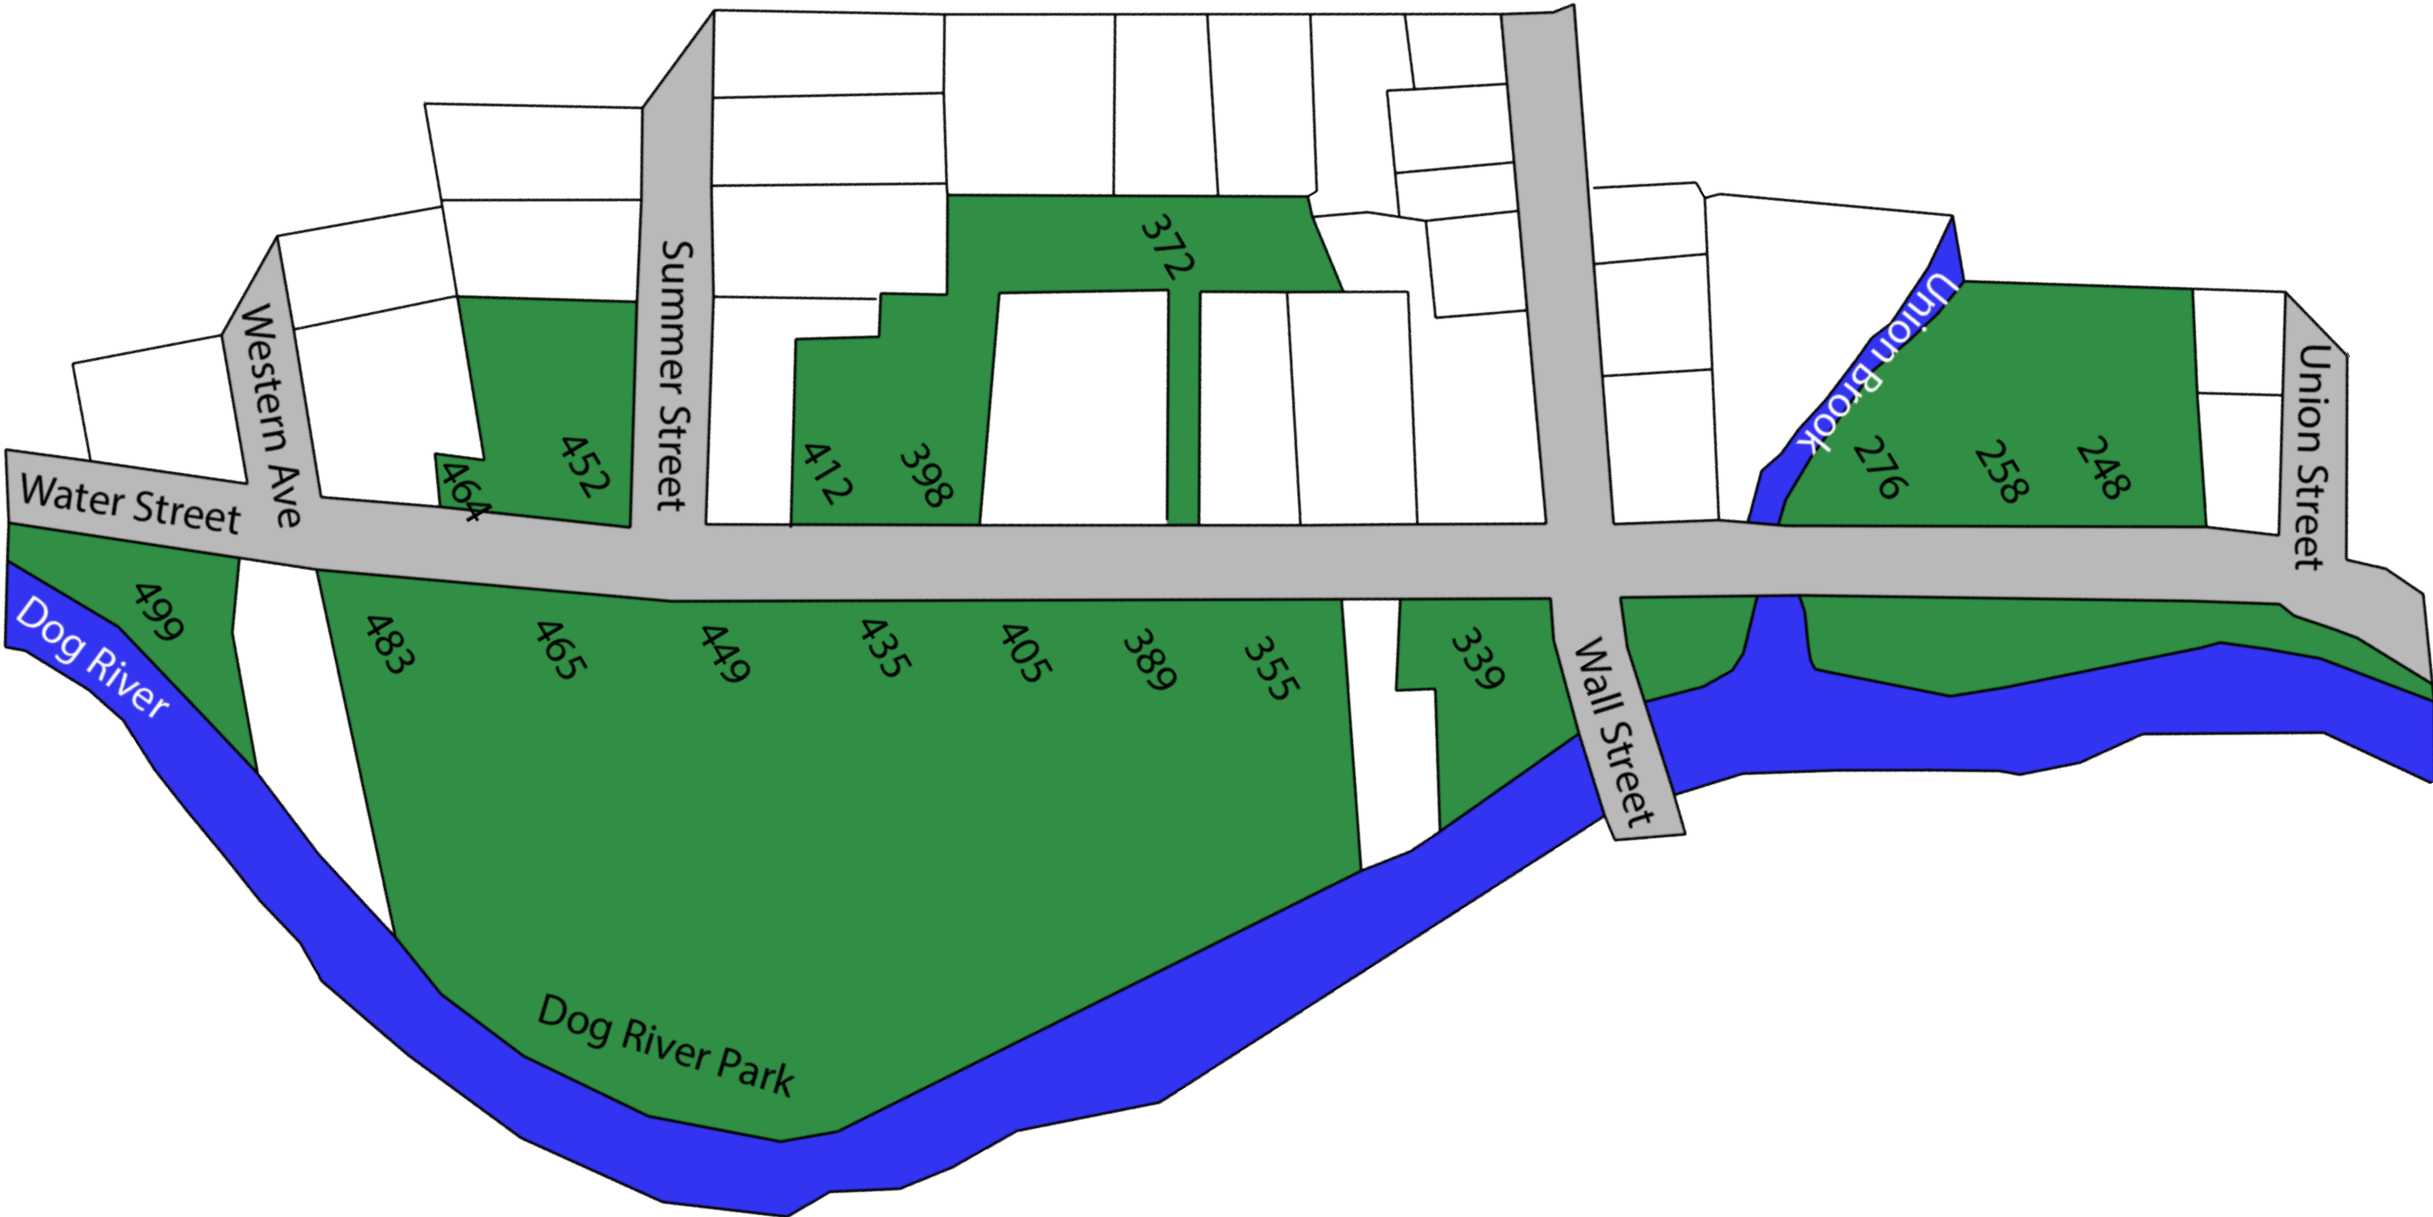 372
Summer Street
Union Brook
Western Ave
Union Street
452
464
412
398
276
258
248
Water Street
499
483
465
449
435
405
389
355
339
Dog River
Wall Street
Dog River Park